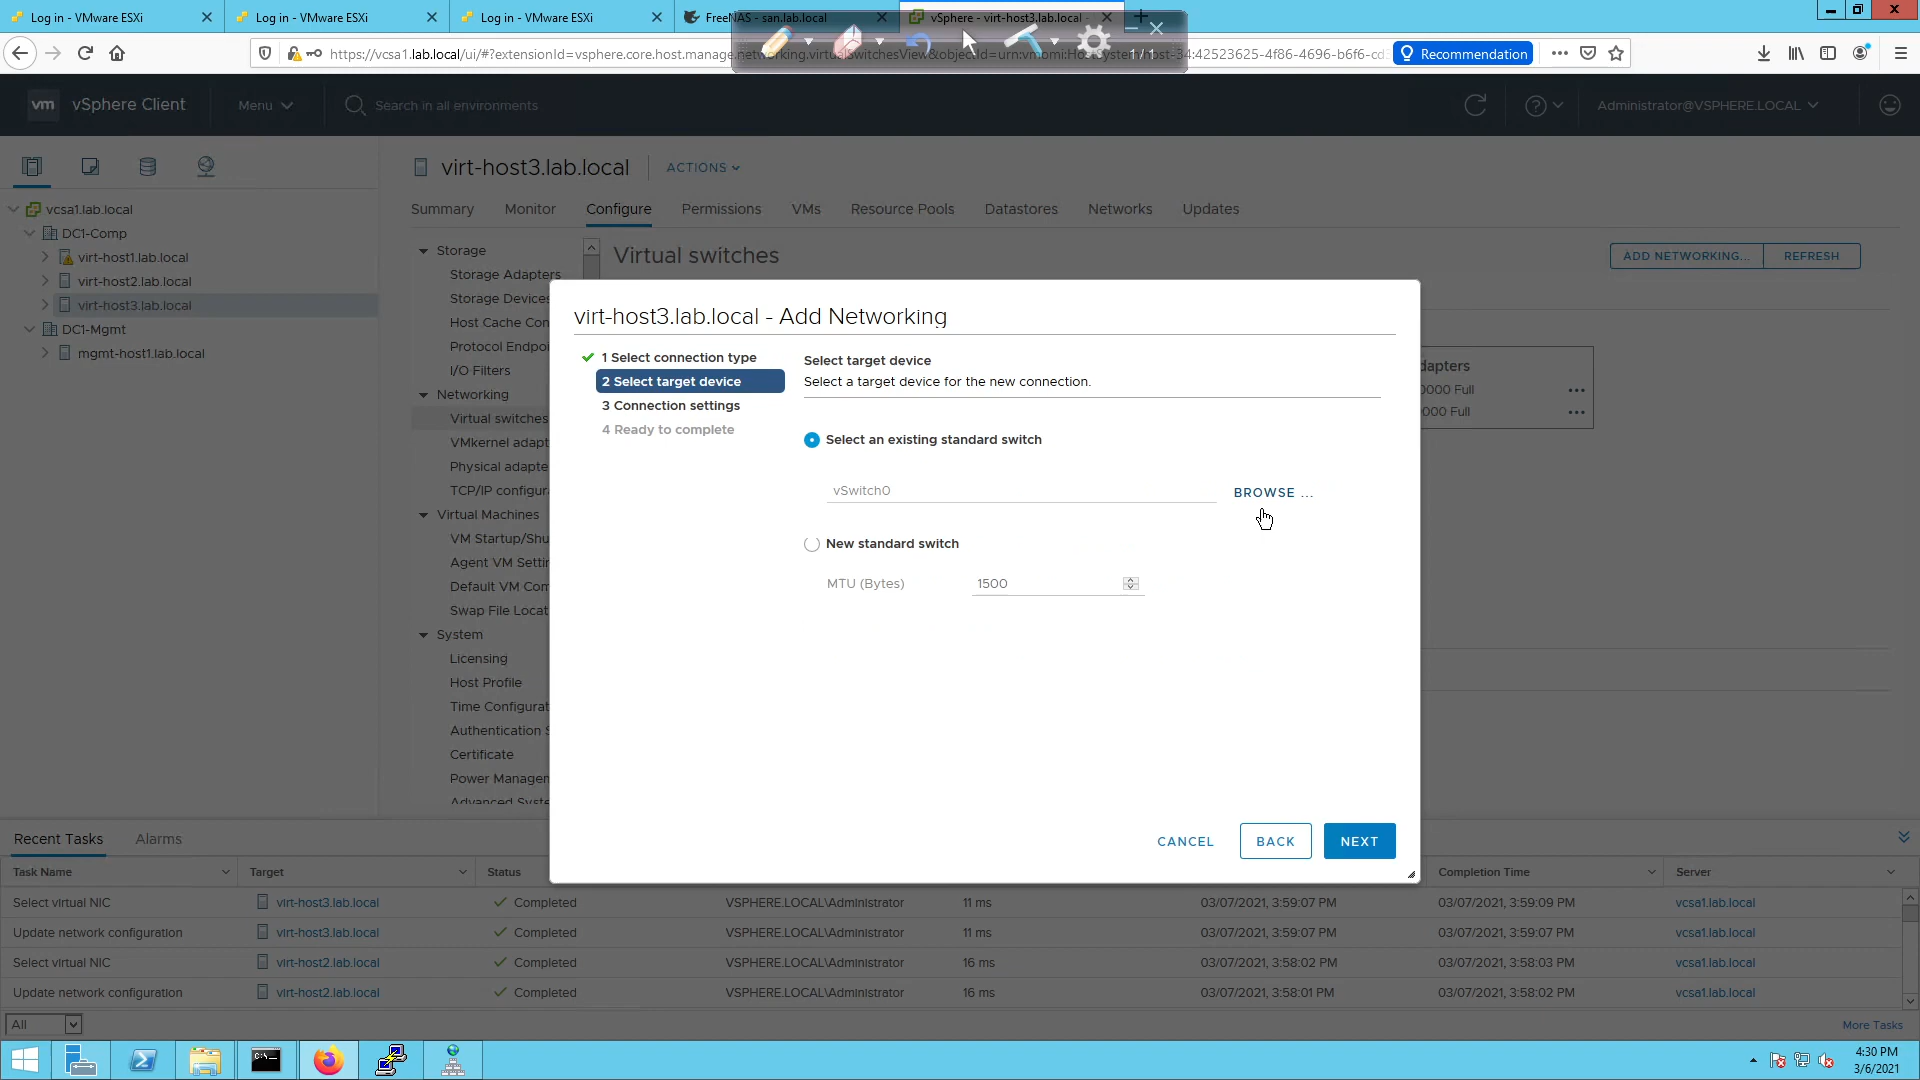 Log in - VMware ESXi
Log in - VMware ESXi
Log in - VMware ESXi
FreeNAS - san.lab.local
vSphere - virt-host3.lab.local -
https://vcsa1.lab.local/ui/#?extensionId=vsphere.core.host.manage.networking.virtualSwitchesView&objectId=urn:vmomi:HostSystem:host-34:42523625-4f86-4696-b6f6-cd
Recommendation
1/1
vm vSphere Client
Menu
Search in all environments
Administrator@VSPHERE.LOCAL
virt-host3.lab.local
ACTIONS
Summary Monitor Configure Permissions VMs Resource Pools Datastores Networks Updates
vcsa1.lab.local
DC1-Comp
virt-host1.lab.local
virt-host2.lab.local
virt-host3.lab.local
DC1-Mgmt
mgmt-host1.lab.local
Storage
Storage Adapters
Storage Devices
Host Cache Con
Protocol Endpoi
I/O Filters
Networking
Virtual switches
VMkernel adapt
Physical adapte
TCP/IP configura
Virtual Machines
VM Startup/Shu
Agent VM Settir
Default VM Com
Swap File Locat
System
Licensing
Host Profile
Time Configurat
Authentication S
Certificate
Power Managen
Advanced Syste
Virtual switches
ADD NETWORKING...
REFRESH
dapters
0000 Full
000 Full
virt-host3.lab.local - Add Networking
1 Select connection type
2 Select target device
3 Connection settings
4 Ready to complete
Select target device
Select a target device for the new connection.
Select an existing standard switch
vSwitch0
BROWSE ...
New standard switch
MTU (Bytes)
1500
CANCEL
BACK
NEXT
Recent Tasks
Alarms
Task Name Target Status Completion Time Server
Select virtual NIC virt-host3.lab.local Completed VSPHERE.LOCAL\Administrator 11 ms 03/07/2021, 3:59:07 PM 03/07/2021, 3:59:09 PM vcsa1.lab.local
Update network configuration virt-host3.lab.local Completed VSPHERE.LOCAL\Administrator 11 ms 03/07/2021, 3:59:07 PM 03/07/2021, 3:59:07 PM vcsa1.lab.local
Select virtual NIC virt-host2.lab.local Completed VSPHERE.LOCAL\Administrator 16 ms 03/07/2021, 3:58:02 PM 03/07/2021, 3:58:03 PM vcsa1.lab.local
Update network configuration virt-host2.lab.local Completed VSPHERE.LOCAL\Administrator 16 ms 03/07/2021, 3:58:01 PM 03/07/2021, 3:58:02 PM vcsa1.lab.local
All
More Tasks
4:30 PM
3/6/2021